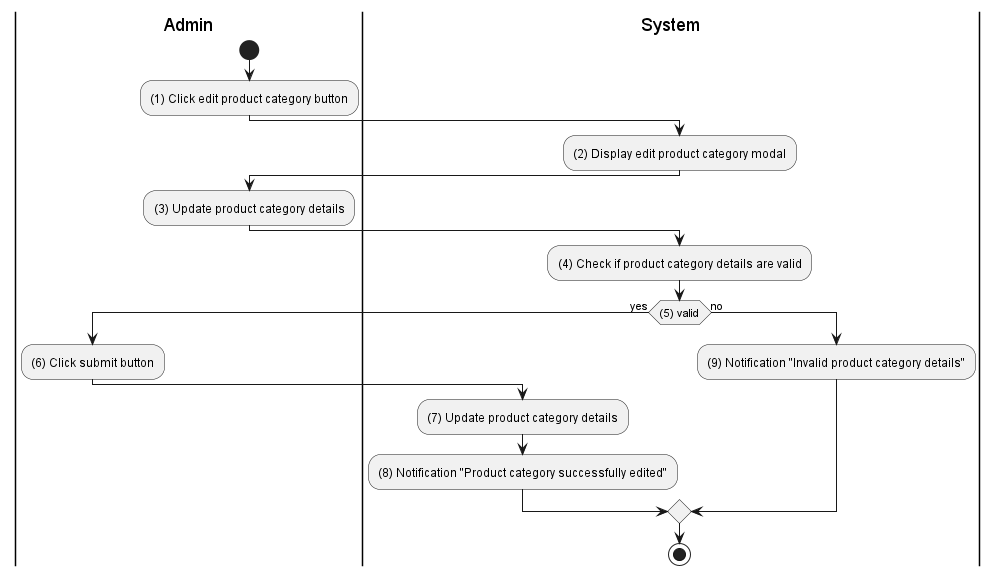 Admin
System
(1) Click edit product category button
(2) Display edit product category modal
(3) Update product category details
(4) Check if product category details are valid
yes
(5) valid
no
(6) Click submit button
(9) Notification "Invalid product category details"
(7) Update product category details
(8) Notification "Product category successfully edited"